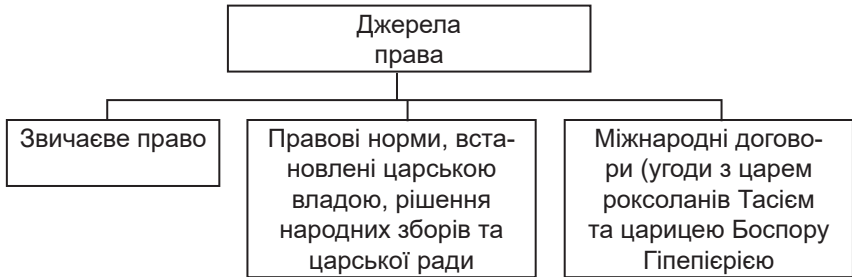 Джерела
права
Звичаєве право
Правові норми, вста-
новлені царською
владою, рішення
народних зборів та
царської ради
Міжнародні догово-
ри (угоди з царем
роксоланів Тасієм
та царицею Боспору
Гіпепієрією